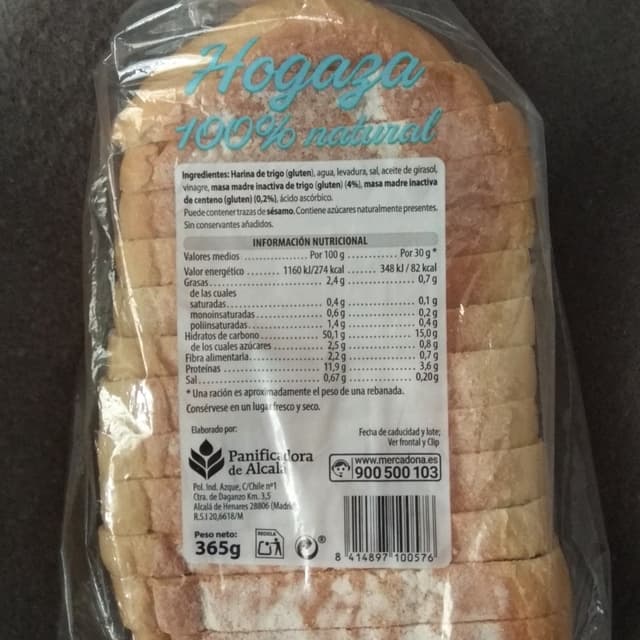 Hogaza
100% natural
Ingredientes: Harina de trigo (gluten), agua, levadura, sal, aceite de girasol,
vinagre, masa madre inactiva de trigo (gluten) (4%), masa madre inactiva
de centeno (gluten) (0,2%), ácido ascórbico.
Puede contener trazas de sésamo. Contiene azúcares naturalmente presentes.
Sin conservantes añadidos.
INFORMACIÓN NUTRICIONAL
Valores medios Por 100 g Por 30 g *
Valor energético 1160 kJ/274 kcal 348 kJ / 82 kcal
Grasas 2,4 g 0,7 g
de las cuales
saturadas 0,4 g 0,1 g
monoinsaturadas 0,6 g 0,2 g
poliinsaturadas 1,4 g 0,4 g
Hidratos de carbono 50,1 g 15,0 g
de los cuales azúcares 2,5 g 0,8 g
Fibra alimentaria 2,2 g 0,7 g
Proteínas 11,9 g 3,6 g
Sal 0,67 g 0,20 g
* Una ración es aproximadamente el peso de una rebanada.
Consérvese en un lugar fresco y seco.
Elaborado por:
Panificadora
de Alcalá
Pol. Ind. Azque, C/Chile nº1
Ctra. de Daganzo Km. 3,5
Alcalá de Henares 28806 (Madrid)
R.S.I 20,6618/M
Fecha de caducidad y lote;
Ver frontal y Clip
www.mercadona.es
900 500 103
Peso neto:
365g
RECICLA
®
8 414897 100576